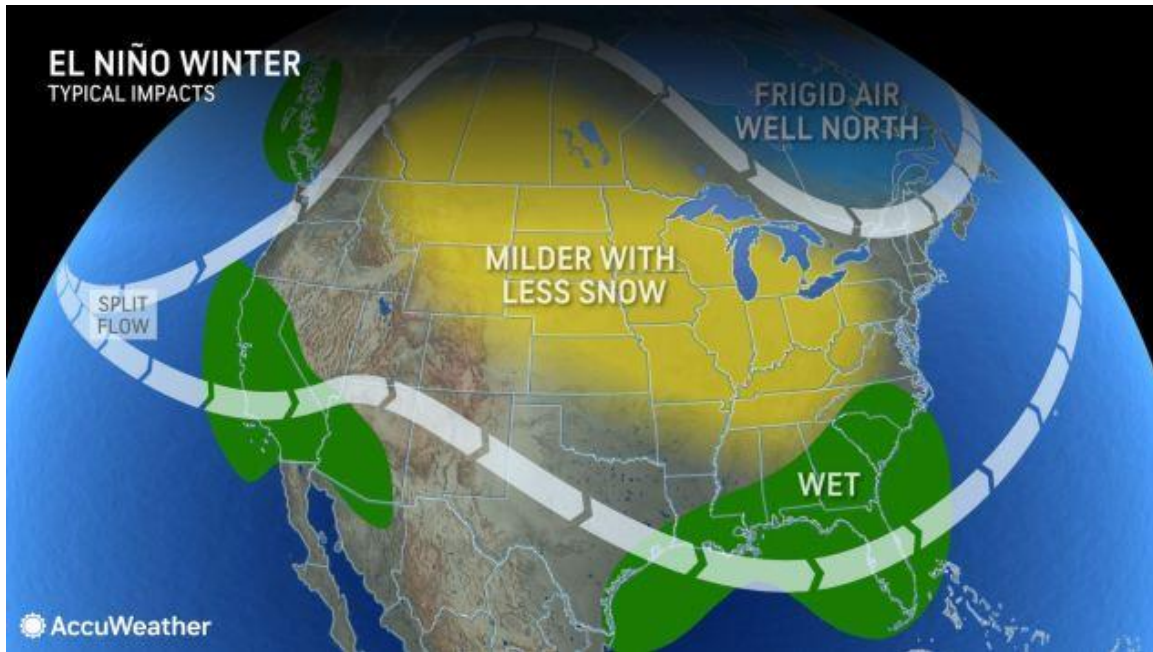 EL NIÑO WINTER
TYPICAL IMPACTS
FRIGID AIR
WELL NORTH
MILDER WITH
LESS SNOW
SPLIT
FLOW
WET
AccuWeather